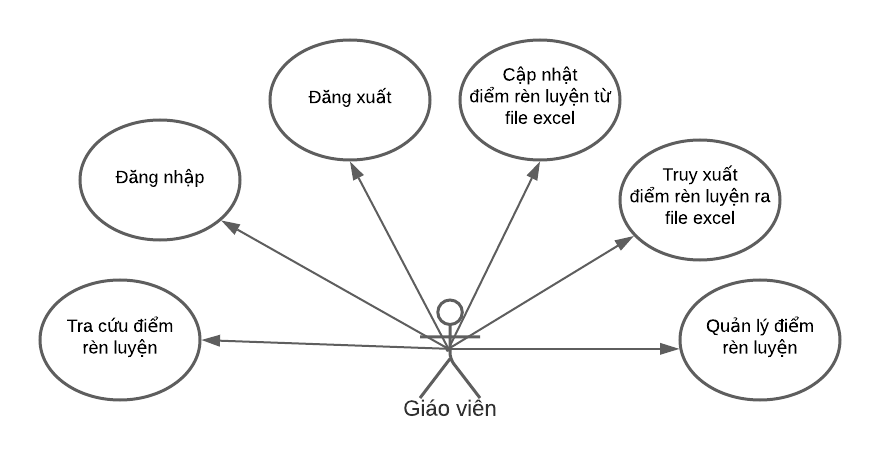 Đăng xuất
Cập nhật
điểm rèn luyện từ
file excel
Đăng nhập
Truy xuất
điểm rèn luyện ra
file excel
Tra cứu điểm
rèn luyện
Quản lý điểm
rèn luyện
Giáo viên